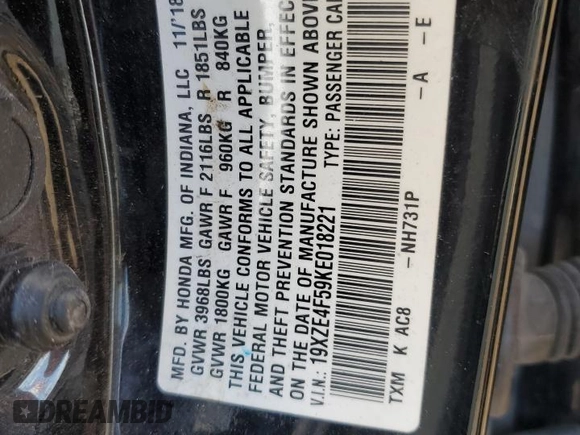 MFD. BY HONDA MFG. OF INDIANA, LLC 11/'18
GVWR 3968LBS GAWR F 2116LBS R 1851LBS
GVWR 1800KG GAWR F 960KG R 840KG
THIS VEHICLE CONFORMS TO ALL APPLICABLE
FEDERAL MOTOR VEHICLE SAFETY, BUMPER,
AND THEFT PREVENTION STANDARDS IN EFFEC
ON THE DATE OF MANUFACTURE SHOWN ABOVE
V.I.N.: 19XZE4F59KE018221 TYPE: PASSENGER CAR
TXM K AC8 -NH731P -A -E
DREAMBID